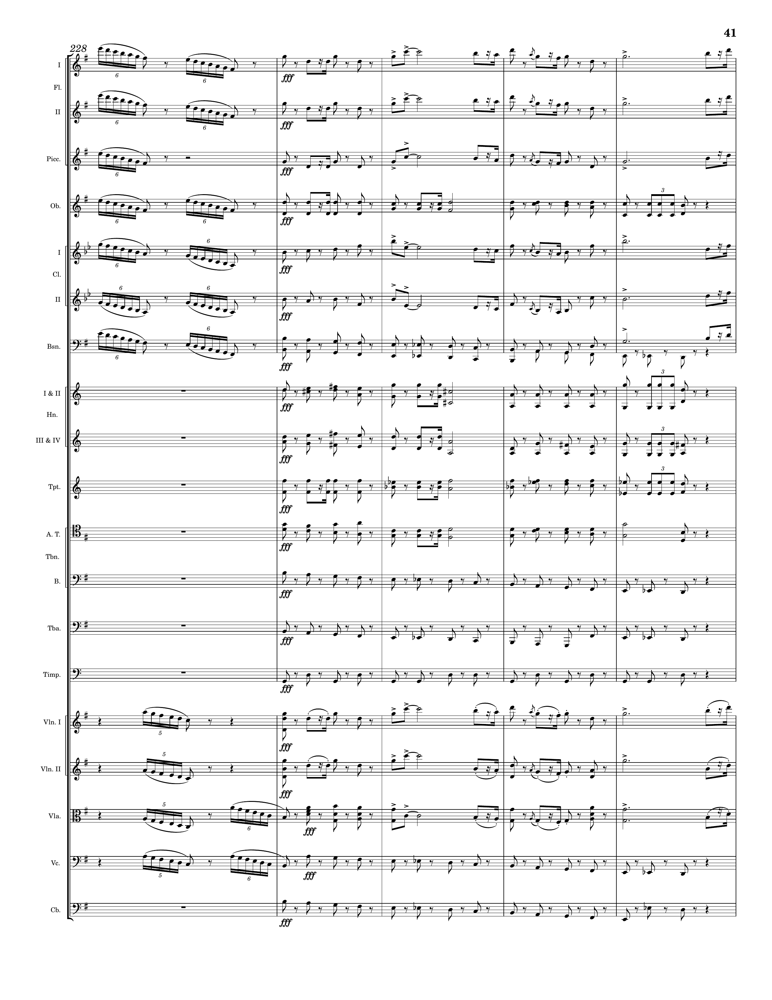 41
228
I
6 6
fff
Fl.
II
6 6
fff
Picc.
6
fff
3
Ob.
6 6
fff
6
I
6
fff
Cl.
6 6
II
fff
6
Bsn.
6
fff
3
I & II
fff
Hn.
3
III & IV
fff
3
Tpt.
fff
A. T.
fff
Tbn.
B.
fff
Tba.
fff
Timp.
fff
Vln. I
5
fff
5
Vln. II
fff
5
Vla.
6
fff
Vc.
5
6
fff
Cb.
fff